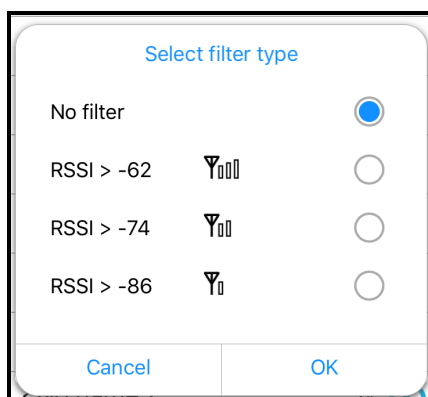 Select filter type
No filter
RSSI > -62
RSSI > -74
RSSI > -86
Cancel OK